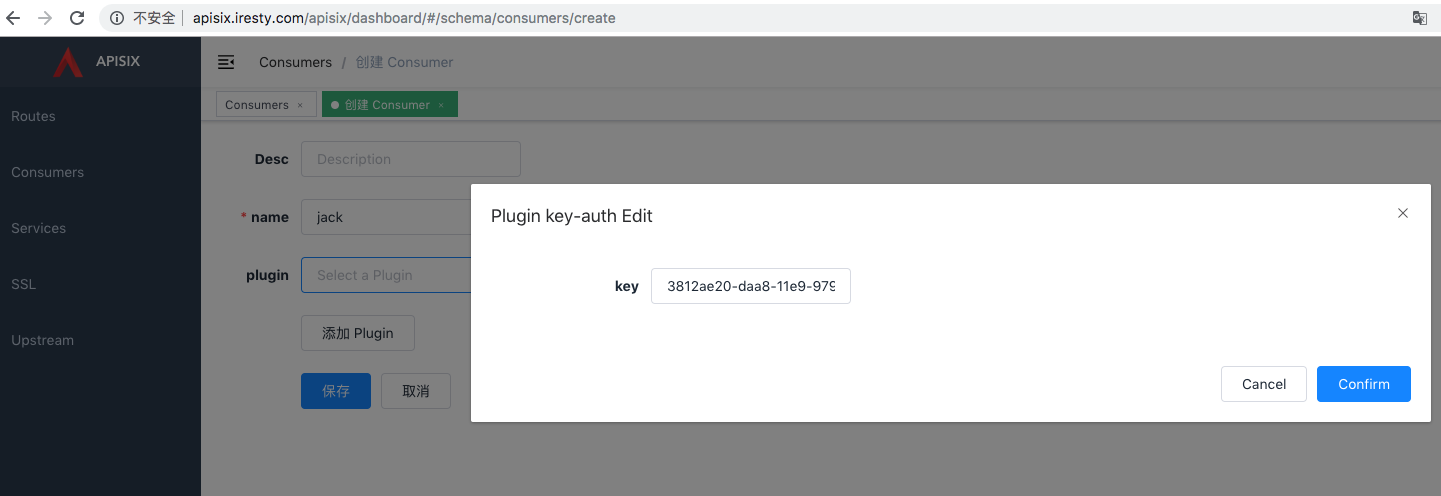 不安全 apisix.iresty.com/apisix/dashboard/#/schema/consumers/create
APISIX
Routes
Consumers
Services
SSL
Upstream
Consumers / 创建 Consumer
Consumers ×
创建 Consumer ×
Desc Description
* name jack
plugin Select a Plugin
添加 Plugin
保存 取消
Plugin key-auth Edit
key 3812ae20-daa8-11e9-979
Cancel Confirm